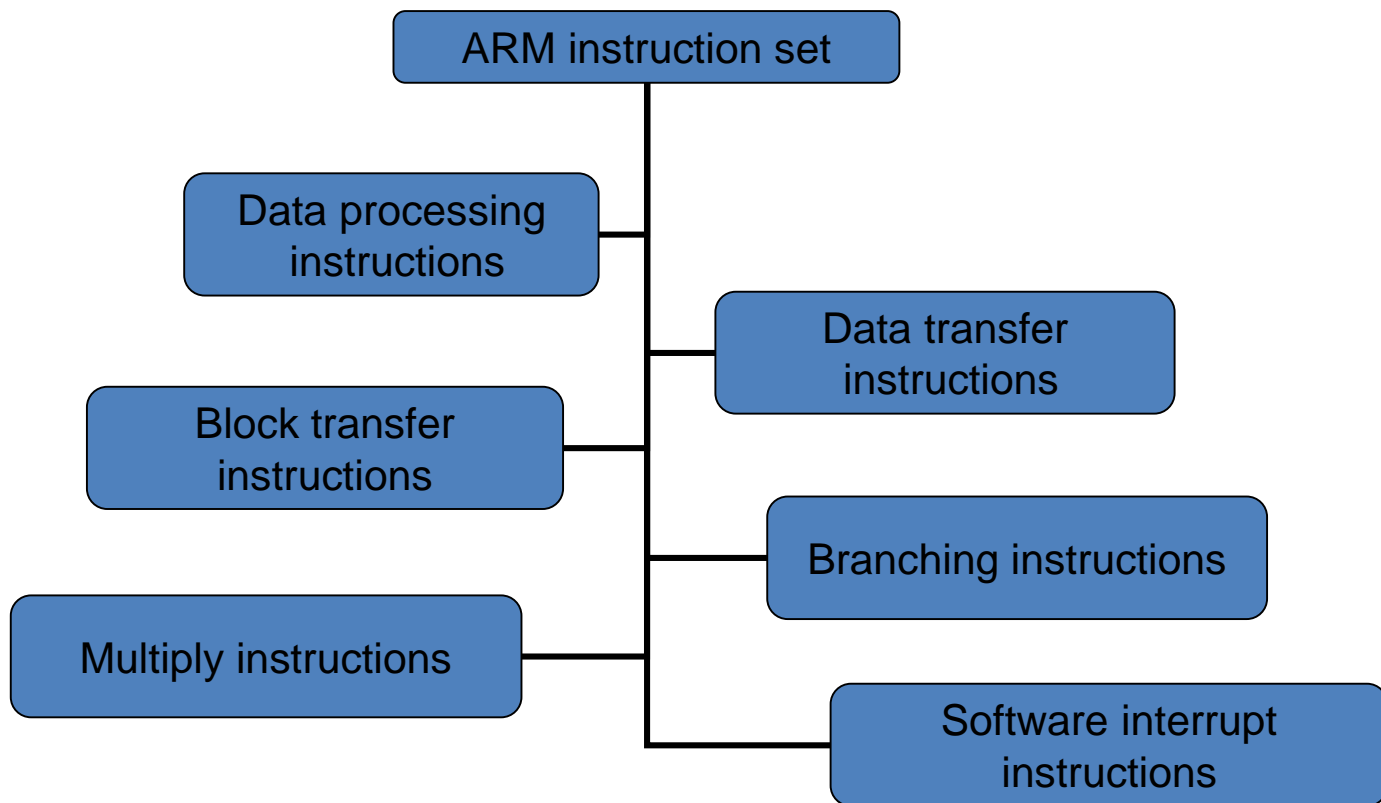 ARM instruction set
Data processing
instructions
Data transfer
instructions
Block transfer
instructions
Branching instructions
Multiply instructions
Software interrupt
instructions